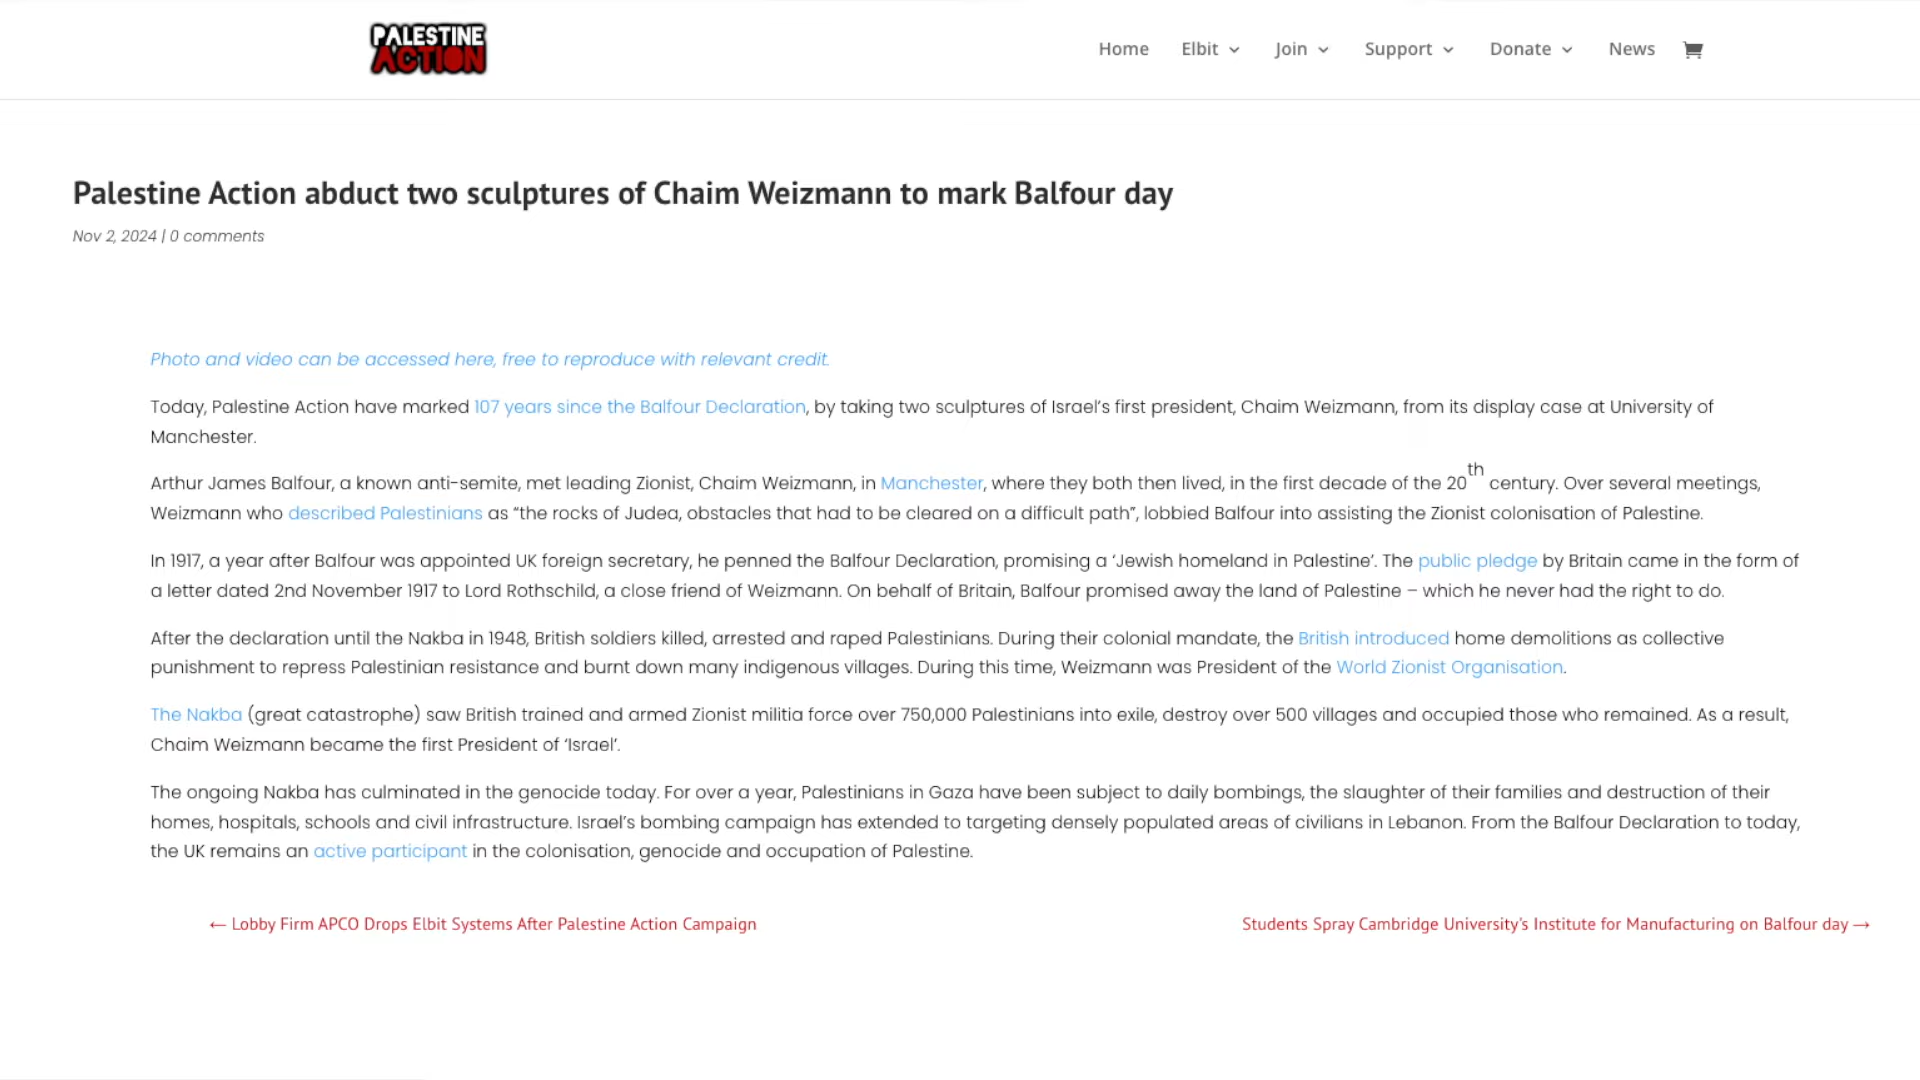 PALESTINE
ACTION
Home Elbit Join Support Donate News
Palestine Action abduct two sculptures of Chaim Weizmann to mark Balfour day
Nov 2, 2024 | 0 comments
Photo and video can be accessed here, free to reproduce with relevant credit.
Today, Palestine Action have marked 107 years since the Balfour Declaration, by taking two sculptures of Israel’s first president, Chaim Weizmann, from its display case at University of
Manchester.
Arthur James Balfour, a known anti-semite, met leading Zionist, Chaim Weizmann, in Manchester, where they both then lived, in the first decade of the 20th century. Over several meetings,
Weizmann who described Palestinians as “the rocks of Judea, obstacles that had to be cleared on a difficult path”, lobbied Balfour into assisting the Zionist colonisation of Palestine.
In 1917, a year after Balfour was appointed UK foreign secretary, he penned the Balfour Declaration, promising a ‘Jewish homeland in Palestine’. The public pledge by Britain came in the form of
a letter dated 2nd November 1917 to Lord Rothschild, a close friend of Weizmann. On behalf of Britain, Balfour promised away the land of Palestine – which he never had the right to do.
After the declaration until the Nakba in 1948, British soldiers killed, arrested and raped Palestinians. During their colonial mandate, the British introduced home demolitions as collective
punishment to repress Palestinian resistance and burnt down many indigenous villages. During this time, Weizmann was President of the World Zionist Organisation.
The Nakba (great catastrophe) saw British trained and armed Zionist militia force over 750,000 Palestinians into exile, destroy over 500 villages and occupied those who remained. As a result,
Chaim Weizmann became the first President of ‘Israel’.
The ongoing Nakba has culminated in the genocide today. For over a year, Palestinians in Gaza have been subject to daily bombings, the slaughter of their families and destruction of their
homes, hospitals, schools and civil infrastructure. Israel’s bombing campaign has extended to targeting densely populated areas of civilians in Lebanon. From the Balfour Declaration to today,
the UK remains an active participant in the colonisation, genocide and occupation of Palestine.
← Lobby Firm APCO Drops Elbit Systems After Palestine Action Campaign
Students Spray Cambridge University’s Institute for Manufacturing on Balfour day →